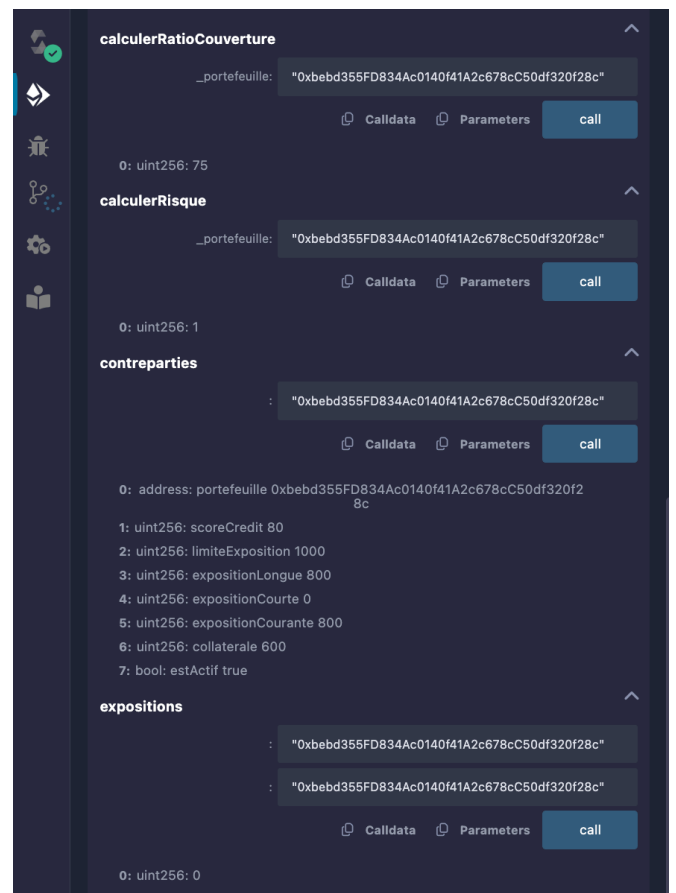 calculerRatioCouverture
_portefeuille: "0xbebd355FD834Ac0140f41A2c678cC50df320f28c"
Calldata Parameters call
0: uint256: 75
calculerRisque
_portefeuille: "0xbebd355FD834Ac0140f41A2c678cC50df320f28c"
Calldata Parameters call
0: uint256: 1
contreparties
: "0xbebd355FD834Ac0140f41A2c678cC50df320f28c"
Calldata Parameters call
0: address: portefeuille 0xbebd355FD834Ac0140f41A2c678cC50df320f2
8c
1: uint256: scoreCredit 80
2: uint256: limiteExposition 1000
3: uint256: expositionLongue 800
4: uint256: expositionCourte 0
5: uint256: expositionCourante 800
6: uint256: collaterale 600
7: bool: estActif true
expositions
: "0xbebd355FD834Ac0140f41A2c678cC50df320f28c"
: "0xbebd355FD834Ac0140f41A2c678cC50df320f28c"
Calldata Parameters call
0: uint256: 0